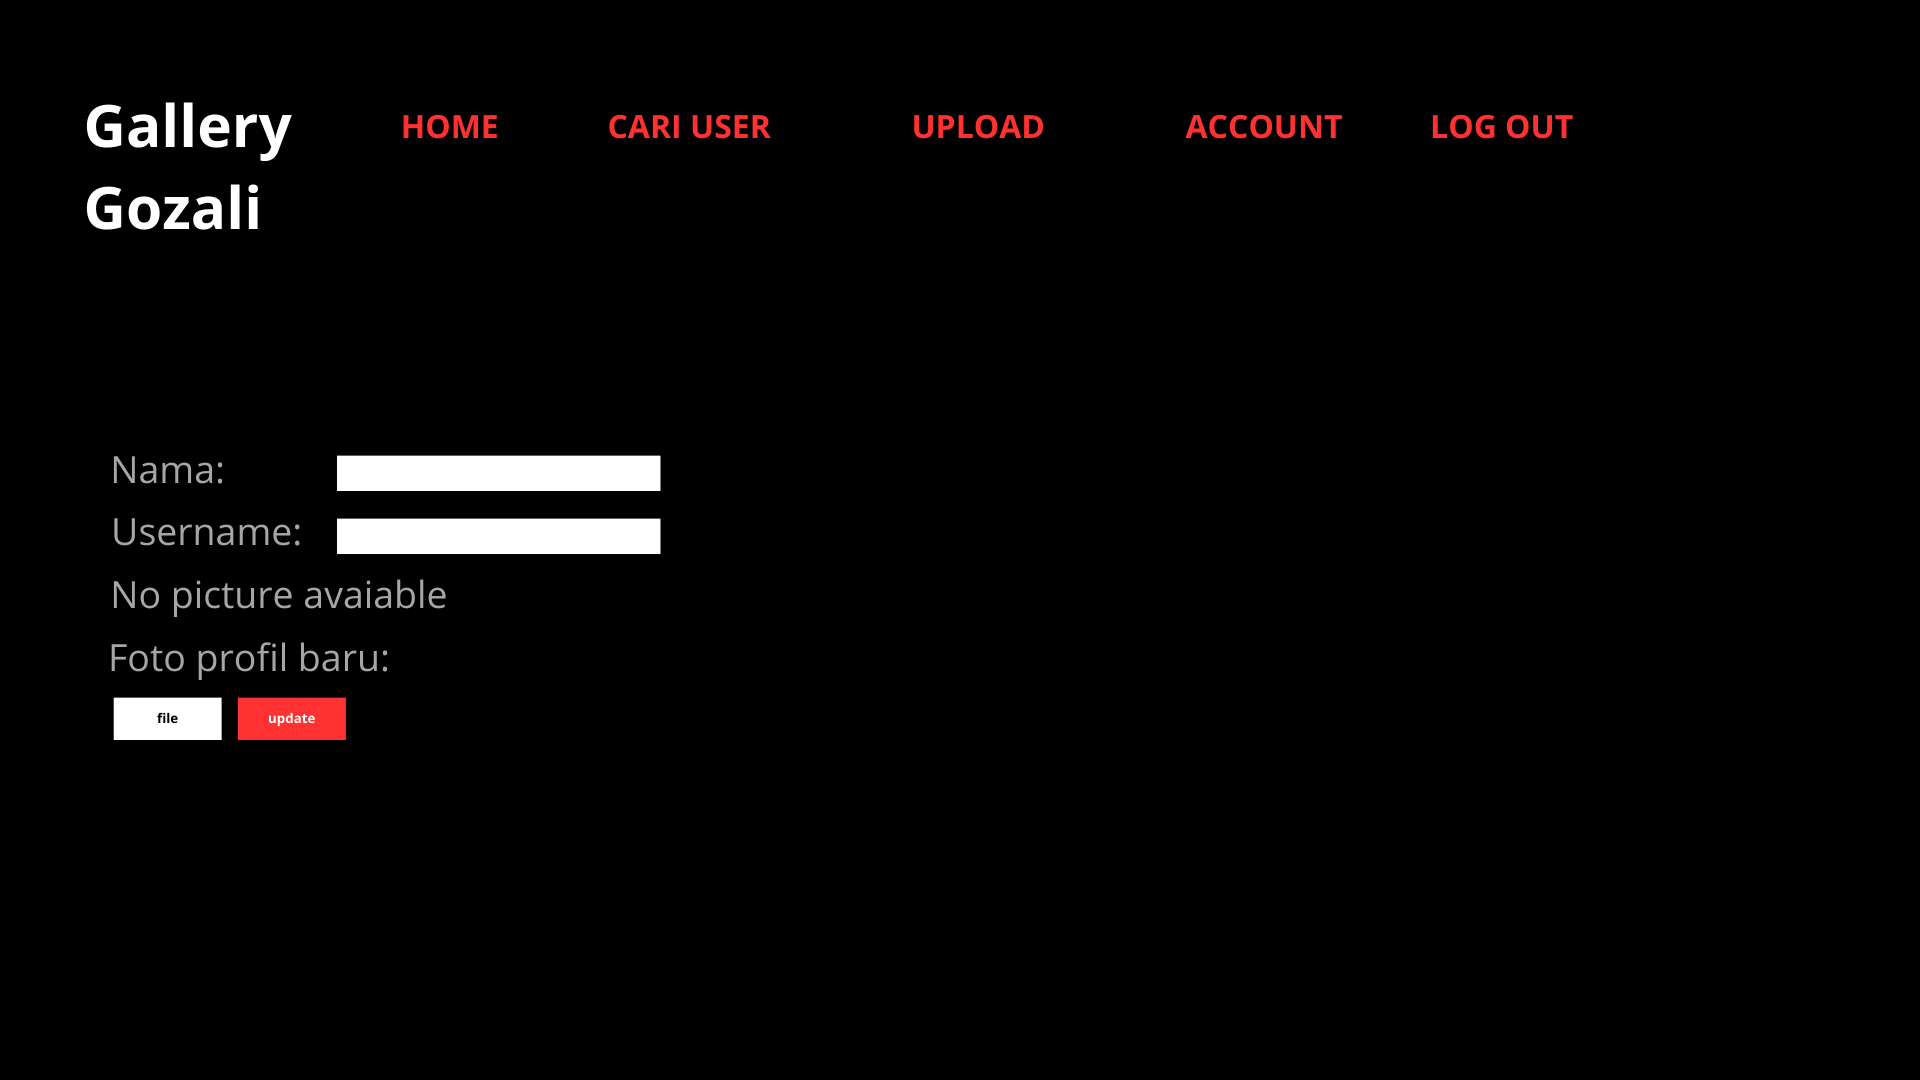 Gallery
Gozali
HOME CARI USER UPLOAD ACCOUNT LOG OUT
Nama:
Username:
No picture avaiable
Foto profil baru:
file update